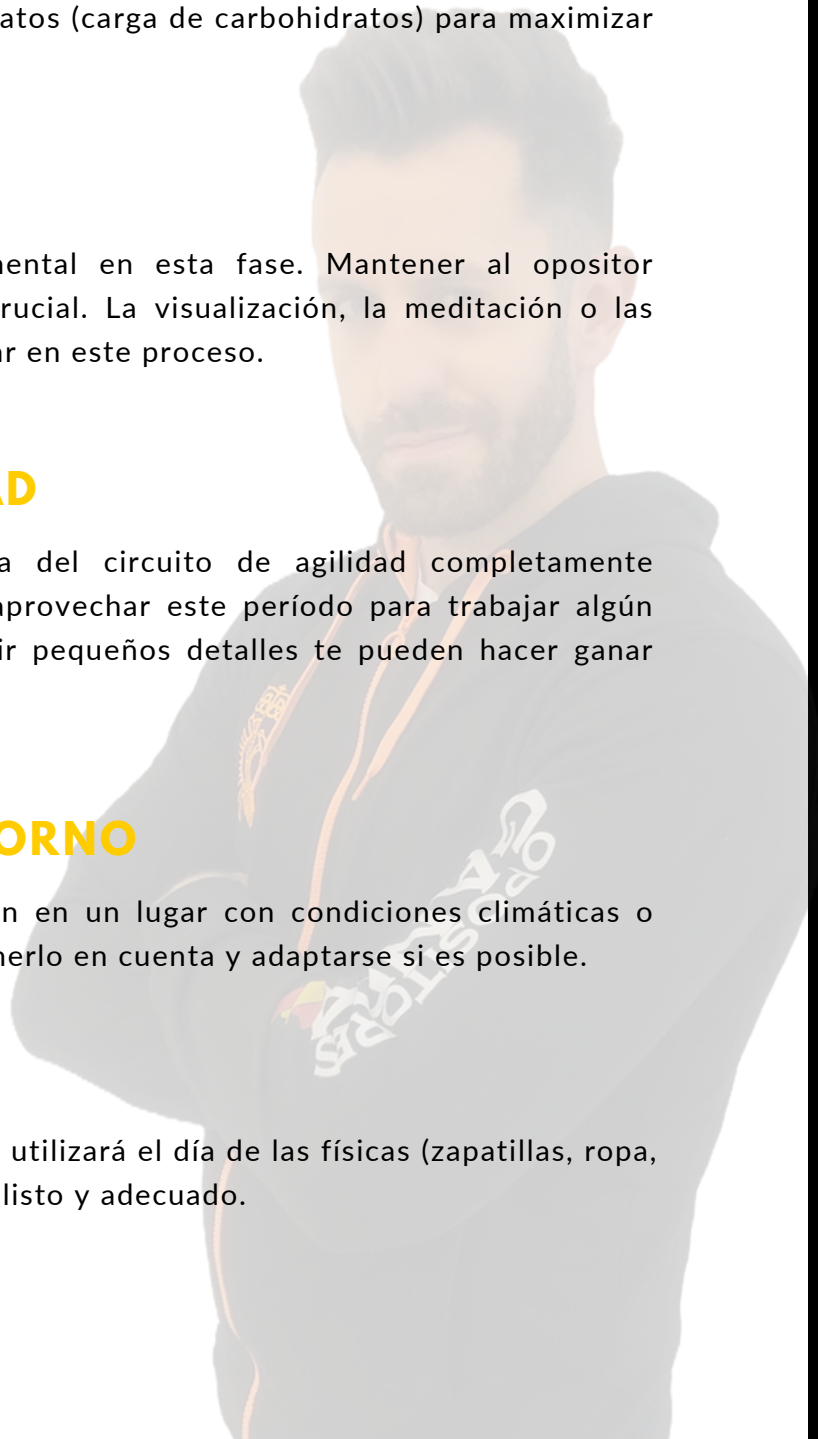 atos (carga de carbohidratos) para maximizar
mental en esta fase. Mantener al opositor
rucial. La visualización, la meditación o las
ar en este proceso.
AD
a del circuito de agilidad completamente
aprovechar este período para trabajar algún
ir pequeños detalles te pueden hacer ganar
ORNO
n en un lugar con condiciones climáticas o
nerlo en cuenta y adaptarse si es posible.
OPOSITORES
utilizará el día de las físicas (zapatillas, ropa,
listo y adecuado.